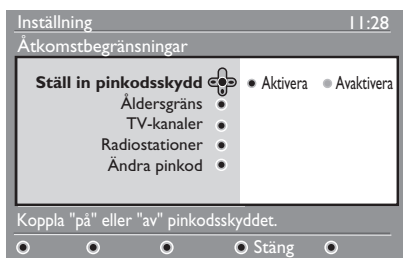 Inställning 11:28
Åtkomstbegränsningar
Ställ in pinkodsskydd Aktivera Avaktivera
Åldersgräns
TV-kanaler
Radiostationer
Ändra pinkod
Koppla "på" eller "av" pinkodsskyddet.
Stäng